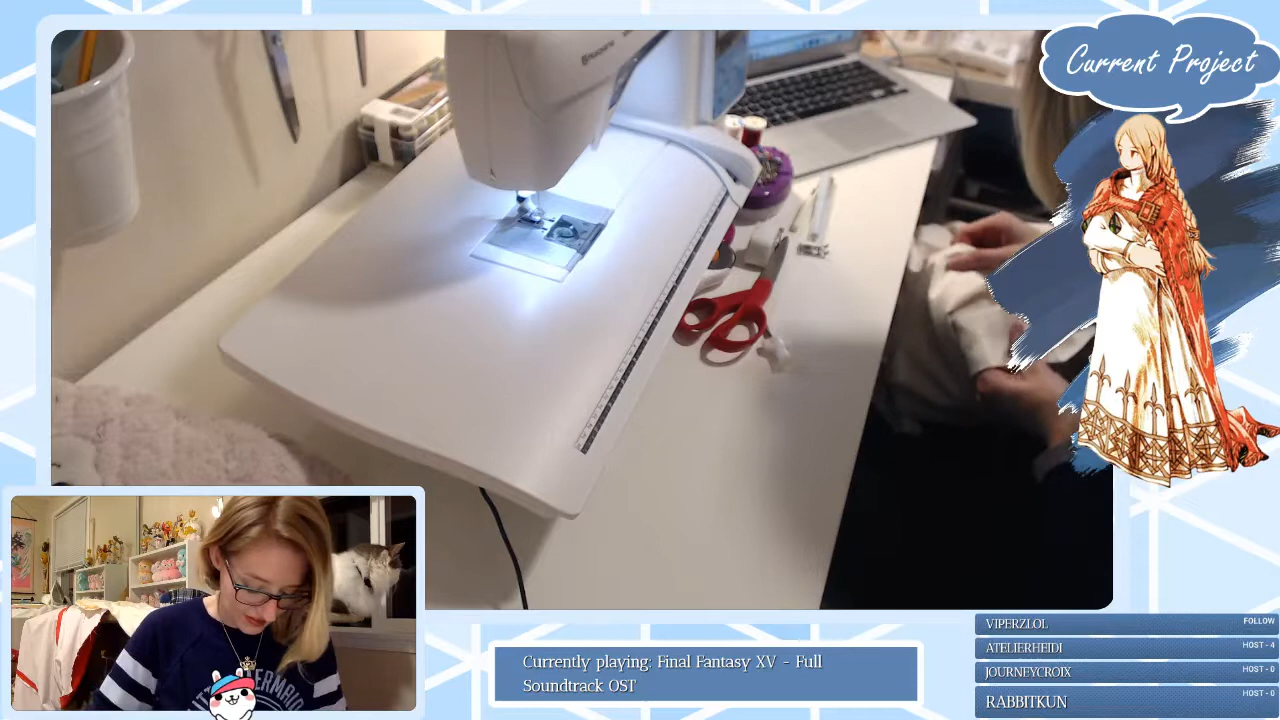 Current Project
VIPERZLOL
FOLLOW
ATELIERHEIDI
HOST - 4
JOURNEYCROIX
HOST - 0
RABBITKUN
HOST - 0
Currently playing: Final Fantasy XV - Full
Soundtrack OST